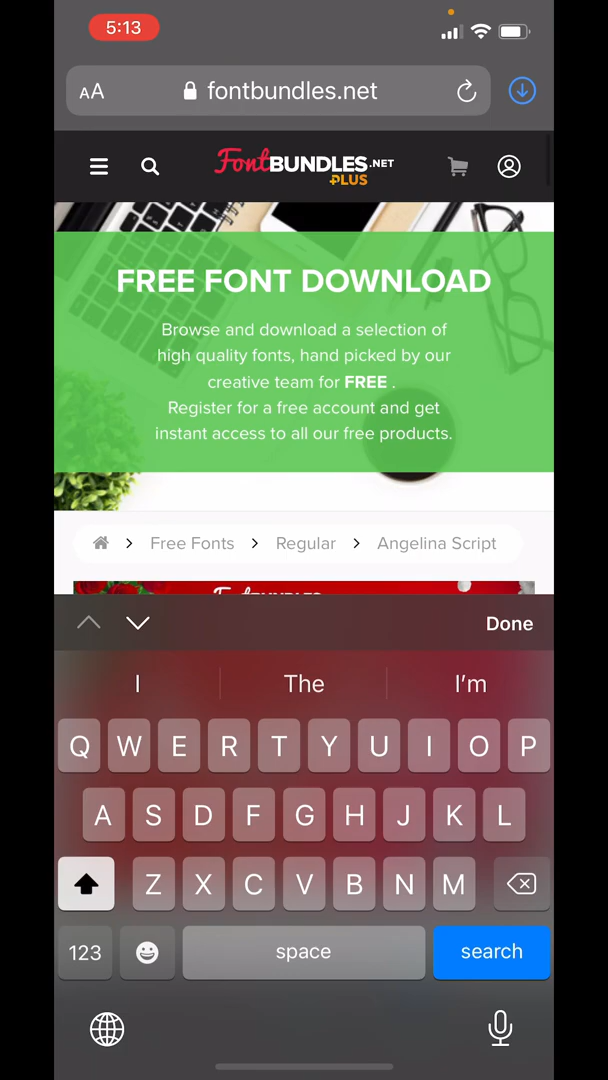 5:13
AA fontbundles.net
Font BUNDLES .NET
PLUS
FREE FONT DOWNLOAD
Browse and download a selection of
high quality fonts, hand picked by our
creative team for FREE .
Register for a free account and get
instant access to all our free products.
Free Fonts > Regular > Angelina Script
Done
I The I'm
Q W E R T Y U I O P
A S D F G H J K L
Z X C V B N M
123 space search